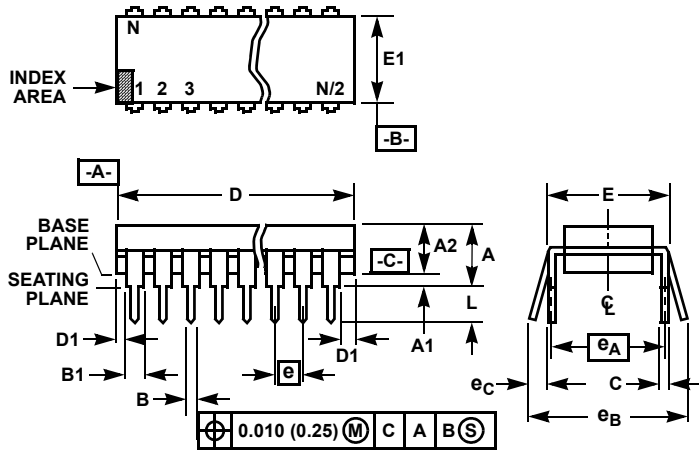 N
E1
INDEX
AREA
1 2 3 N/2
-B-
-A-
D
E
BASE
PLANE
A2 A
-C-
SEATING
PLANE
L
C L
D1
A1
D1
e
eA
B1
eC
C
B
eB
0.010 (0.25) M C A B S